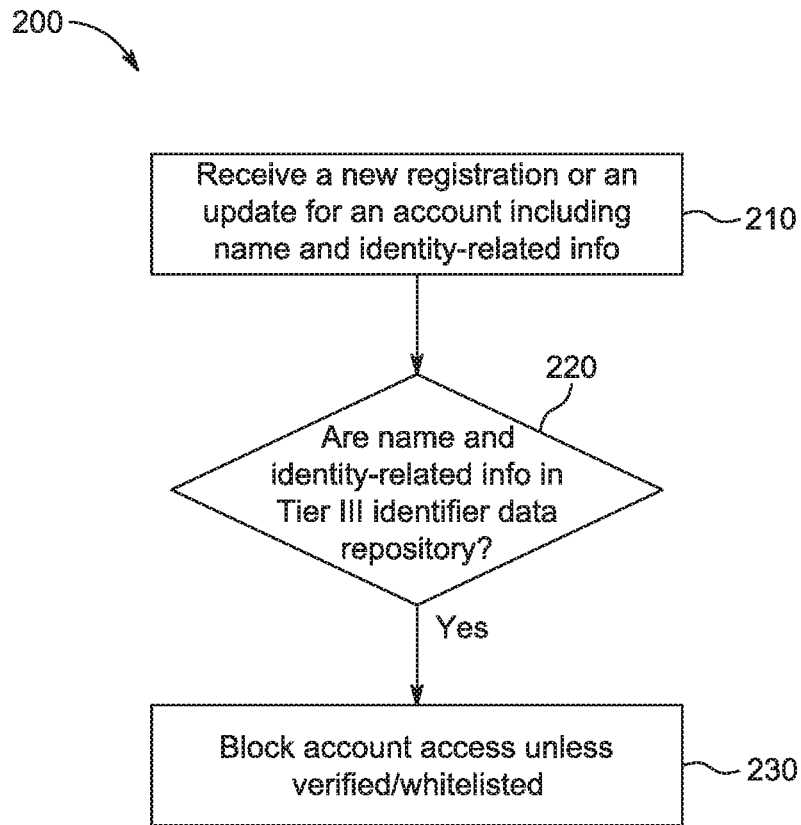 200
Receive a new registration or an
update for an account including
name and identity-related info
210
220
Are name and
identity-related info in
Tier III identifier data
repository?
Yes
Block account access unless
verified/whitelisted
230